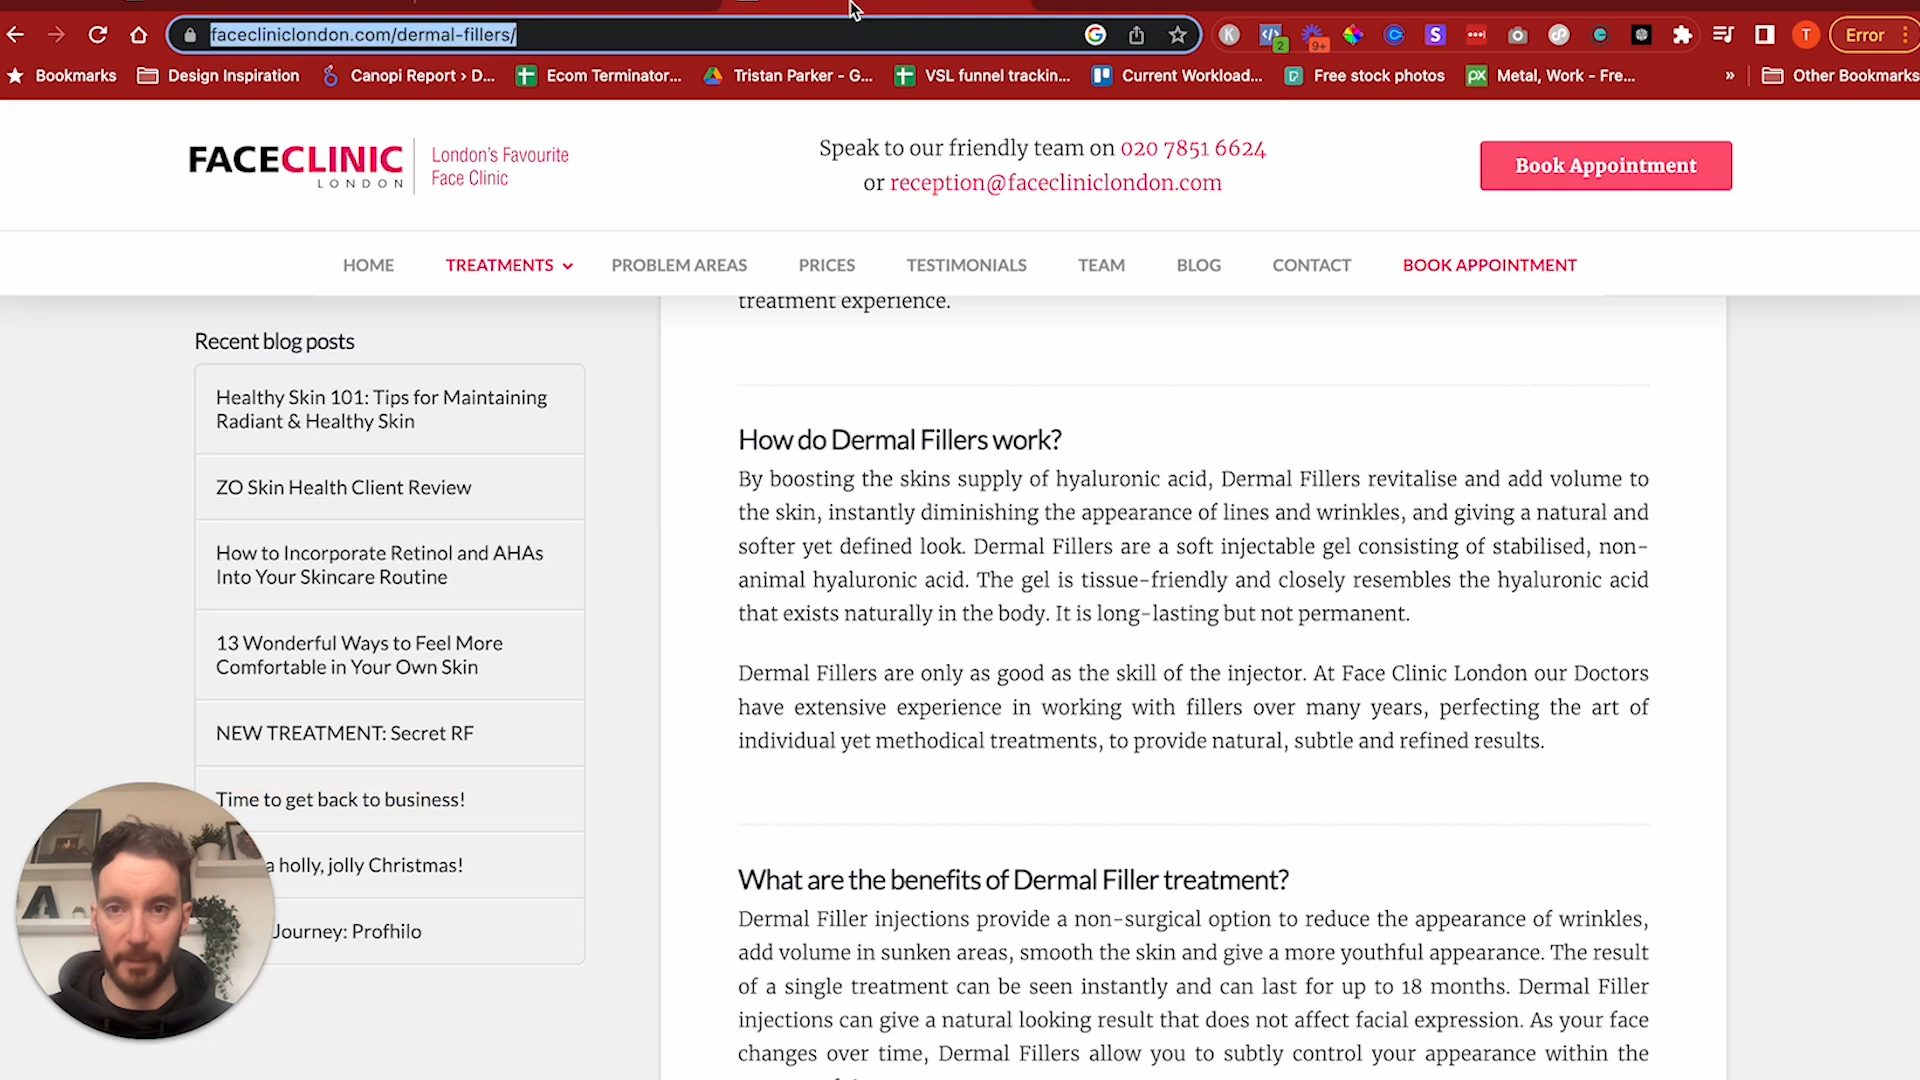 facecliniclondon.com/dermal-fillers/
Error
Bookmarks
Design Inspiration
Canopi Report › D...
Ecom Terminator...
Tristan Parker - G...
VSL funnel trackin...
Current Workload...
Free stock photos
Metal, Work - Fre...
»
Other Bookmarks
FACECLINIC
LONDON
London's Favourite
Face Clinic
Speak to our friendly team on 020 7851 6624
or reception@facecliniclondon.com
Book Appointment
HOME
TREATMENTS
PROBLEM AREAS
PRICES
TESTIMONIALS
TEAM
BLOG
CONTACT
BOOK APPOINTMENT
Recent blog posts
Healthy Skin 101: Tips for Maintaining
Radiant & Healthy Skin
ZO Skin Health Client Review
How to Incorporate Retinol and AHAs
Into Your Skincare Routine
13 Wonderful Ways to Feel More
Comfortable in Your Own Skin
NEW TREATMENT: Secret RF
Time to get back to business!
a holly, jolly Christmas!
Journey: Profhilo
treatment experience.
How do Dermal Fillers work?
By boosting the skins supply of hyaluronic acid, Dermal Fillers revitalise and add volume to
the skin, instantly diminishing the appearance of lines and wrinkles, and giving a natural and
softer yet defined look. Dermal Fillers are a soft injectable gel consisting of stabilised, non-
animal hyaluronic acid. The gel is tissue-friendly and closely resembles the hyaluronic acid
that exists naturally in the body. It is long-lasting but not permanent.
Dermal Fillers are only as good as the skill of the injector. At Face Clinic London our Doctors
have extensive experience in working with fillers over many years, perfecting the art of
individual yet methodical treatments, to provide natural, subtle and refined results.
What are the benefits of Dermal Filler treatment?
Dermal Filler injections provide a non-surgical option to reduce the appearance of wrinkles,
add volume in sunken areas, smooth the skin and give a more youthful appearance. The result
of a single treatment can be seen instantly and can last for up to 18 months. Dermal Filler
injections can give a natural looking result that does not affect facial expression. As your face
changes over time, Dermal Fillers allow you to subtly control your appearance within the